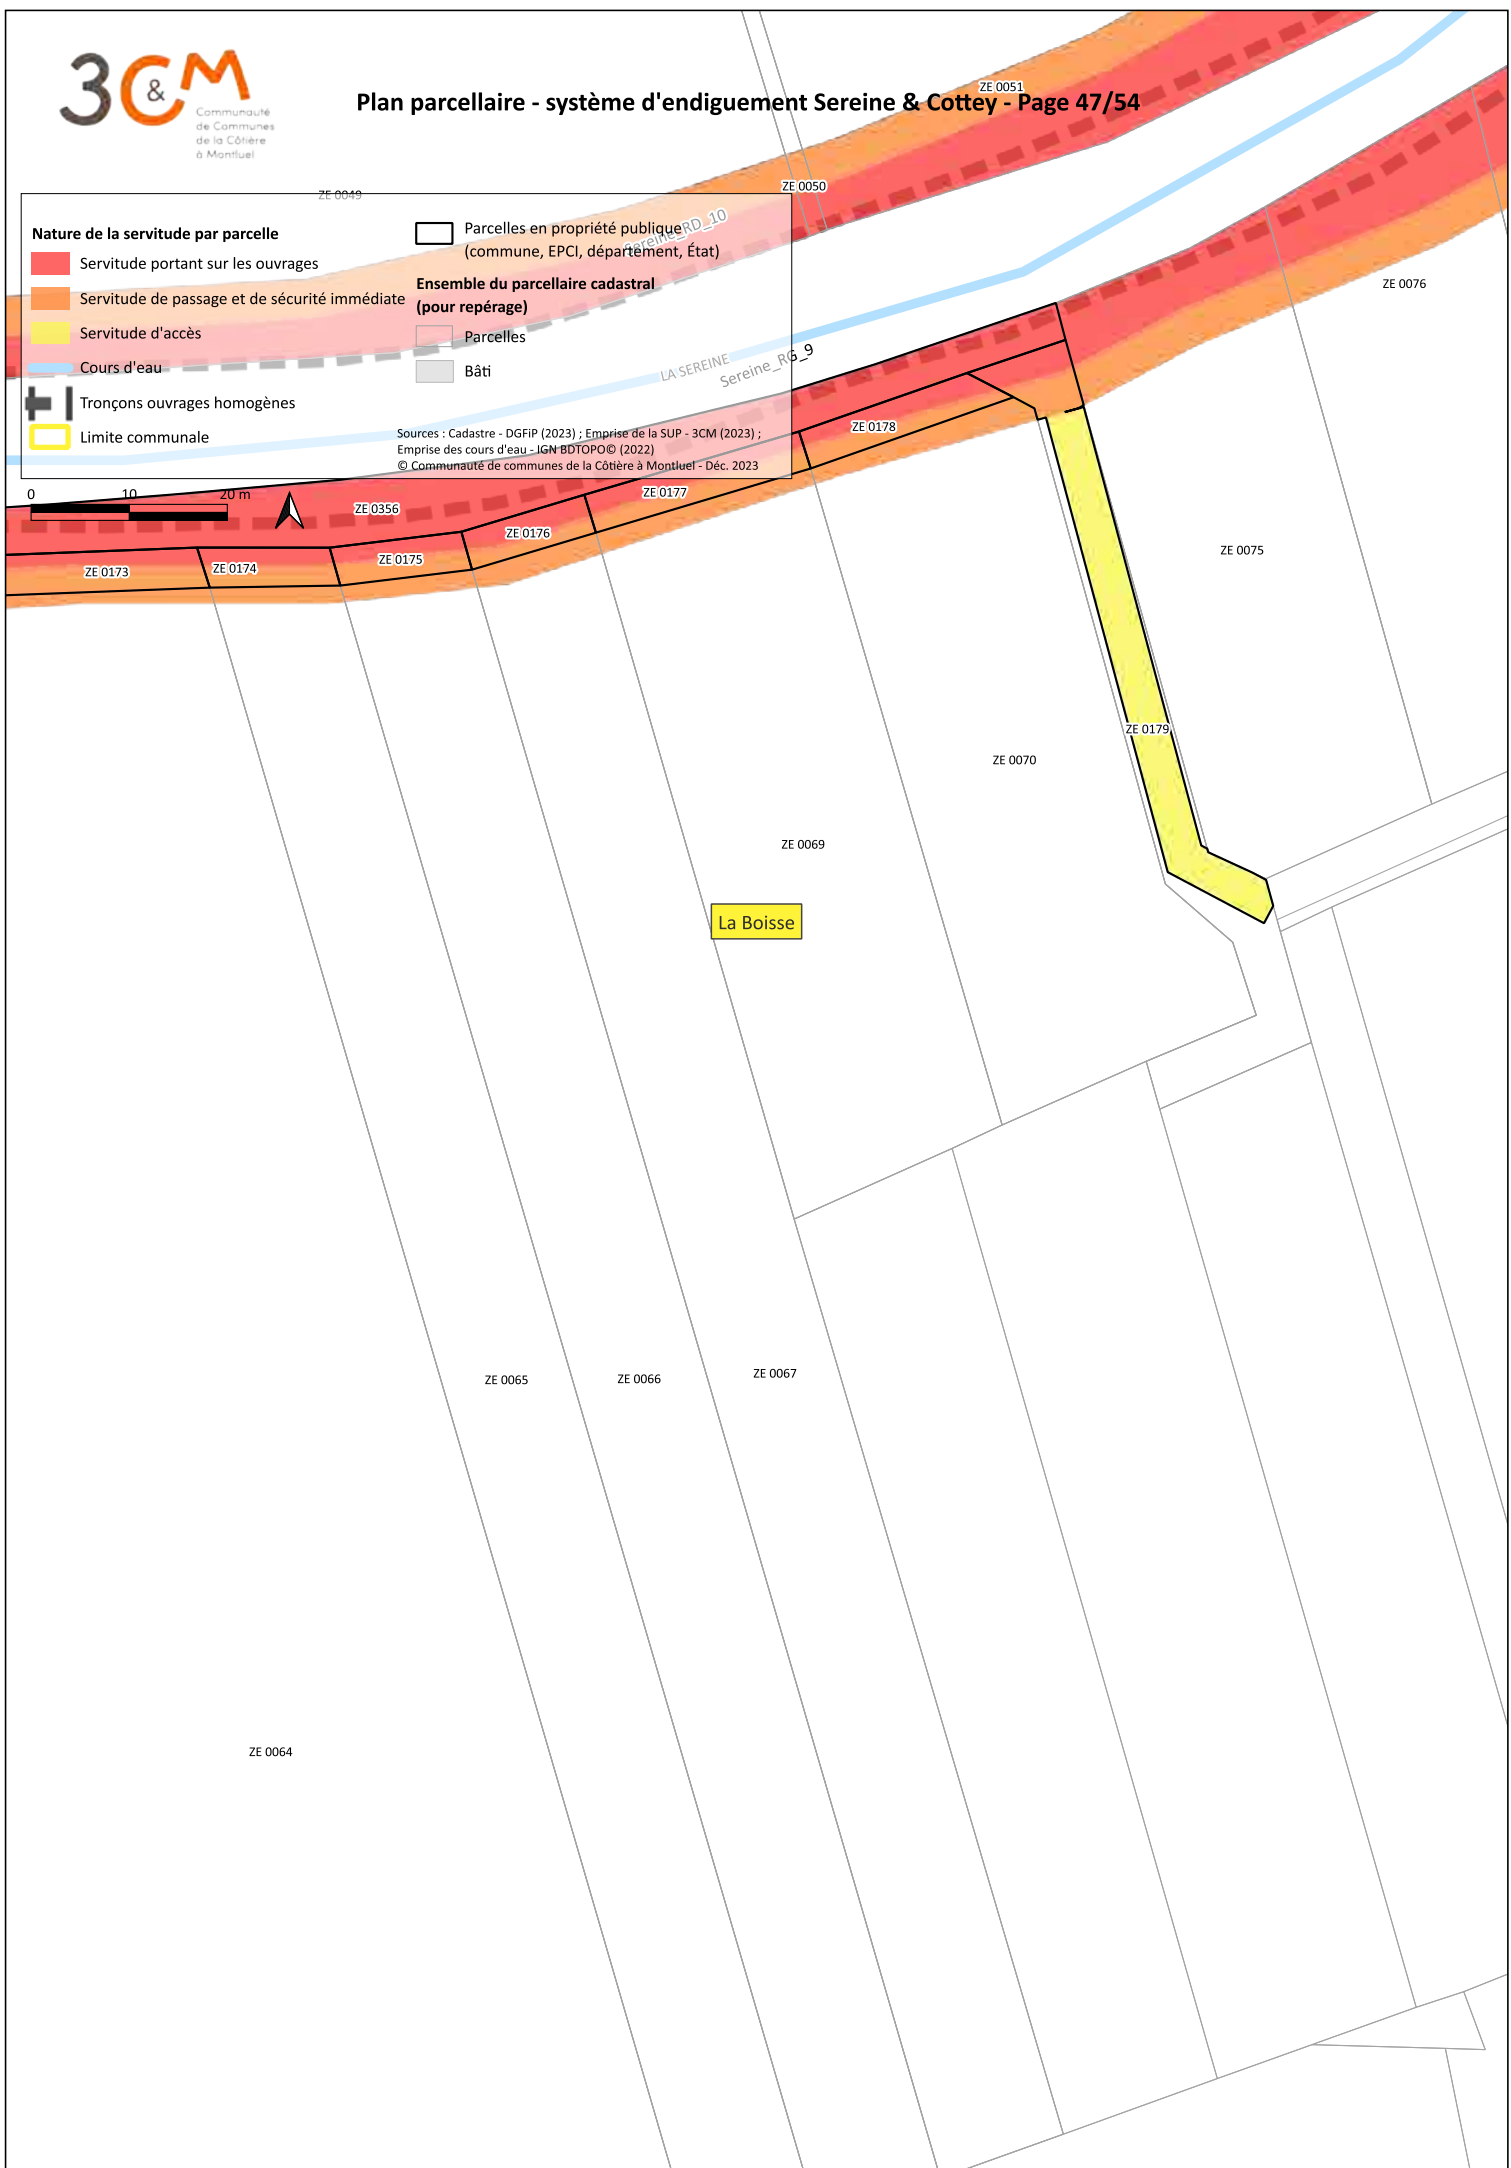 3C&M
Communauté
de Communes
de la Côtière
à Montluel
Plan parcellaire - système d'endiguement Sereine & Cottey - Page 47/54
ZE 0051
ZE 0050
ZE 0049
Sereine_RD_10
ZE 0076
Nature de la servitude par parcelle
Servitude portant sur les ouvrages
Servitude de passage et de sécurité immédiate
Servitude d'accès
Cours d'eau
Tronçons ouvrages homogènes
Limite communale
Parcelles en propriété publique
(commune, EPCI, département, État)
Ensemble du parcellaire cadastral
(pour repérage)
Parcelles
Bâti
Sources : Cadastre - DGFiP (2023) ; Emprise de la SUP - 3CM (2023) ;
Emprise des cours d'eau - IGN BDTOPO© (2022)
© Communauté de communes de la Côtière à Montluel - Déc. 2023
LA SEREINE
Sereine_RG_9
0 10 20 m
ZE 0178
ZE 0177
ZE 0356
ZE 0176
ZE 0175
ZE 0174
ZE 0173
ZE 0075
ZE 0179
ZE 0070
ZE 0069
La Boisse
ZE 0065
ZE 0066
ZE 0067
ZE 0064